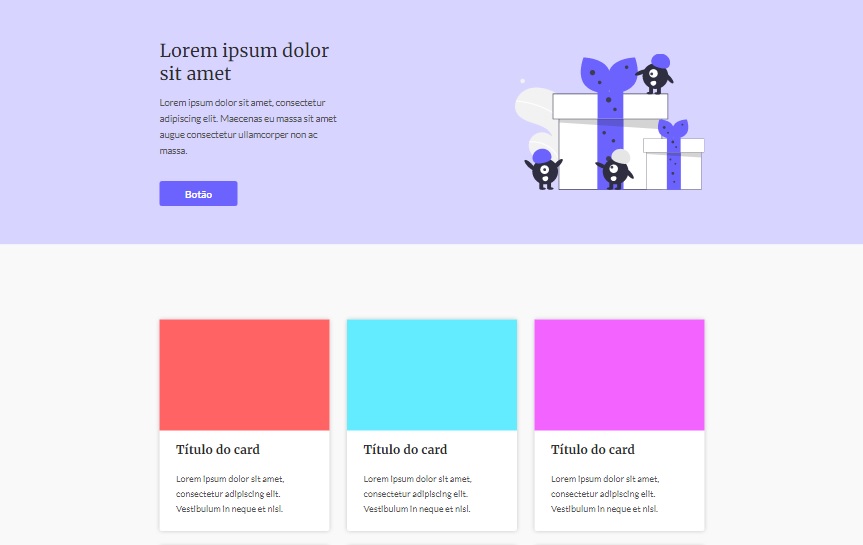 Lorem ipsum dolor
sit amet
Lorem ipsum dolor sit amet, consectetur
adipiscing elit. Maecenas eu massa sit amet
augue consectetur ullamcorper non ac
massa.
Botão
Título do card
Lorem ipsum dolor sit amet,
consectetur adipiscing elit.
Vestibulum in neque et nisl.
Título do card
Lorem ipsum dolor sit amet,
consectetur adipiscing elit.
Vestibulum in neque et nisl.
Título do card
Lorem ipsum dolor sit amet,
consectetur adipiscing elit.
Vestibulum in neque et nisl.